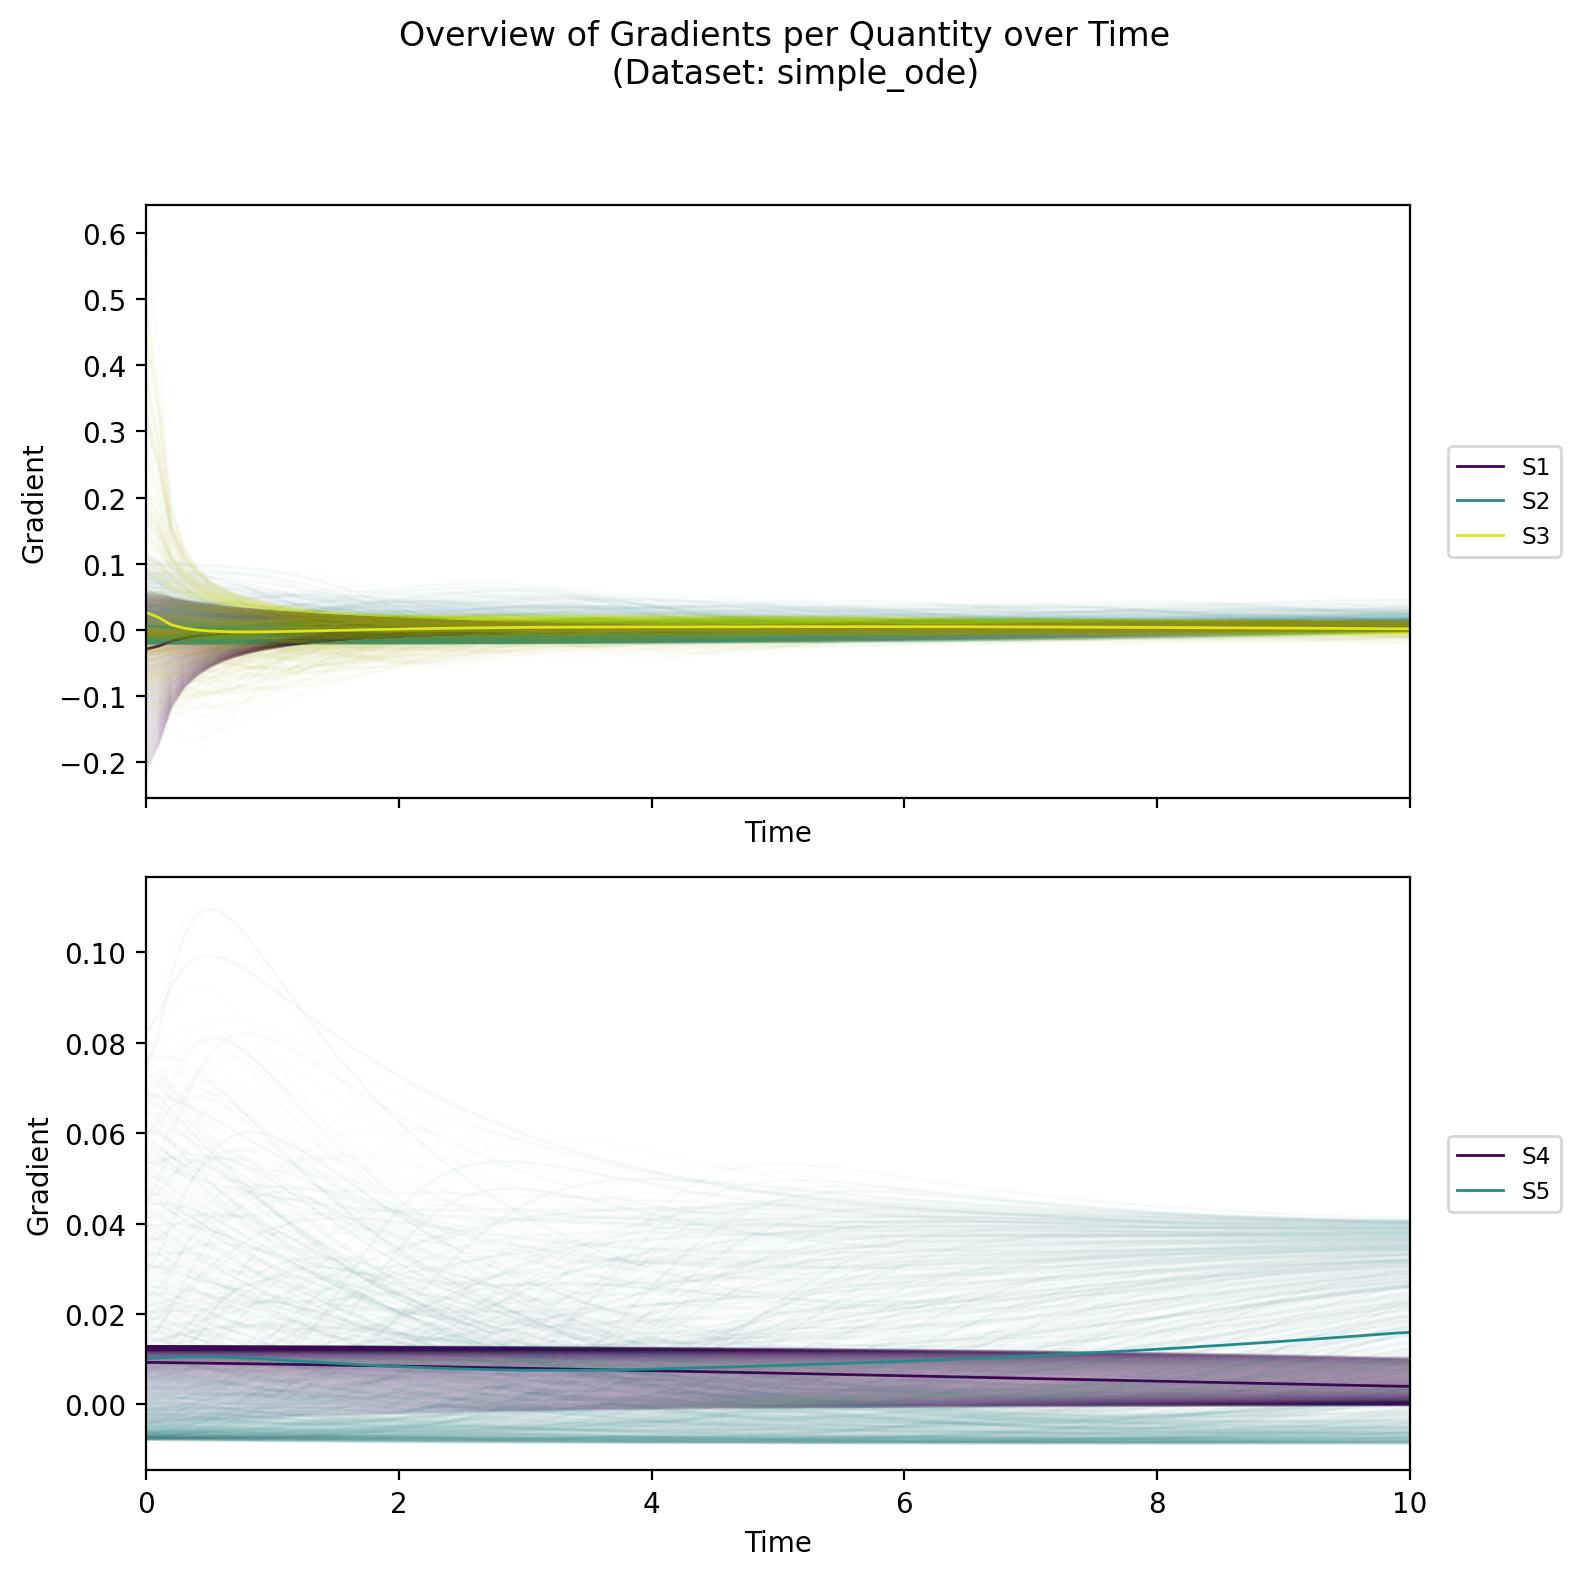 Overview of Gradients per Quantity over Time
(Dataset: simple_ode)
Gradient
0.6
0.5
0.4
0.3
0.2
0.1
0.0
−0.1
−0.2
Time
S1
S2
S3
Gradient
0.10
0.08
0.06
0.04
0.02
0.00
0
2
4
6
8
10
Time
S4
S5